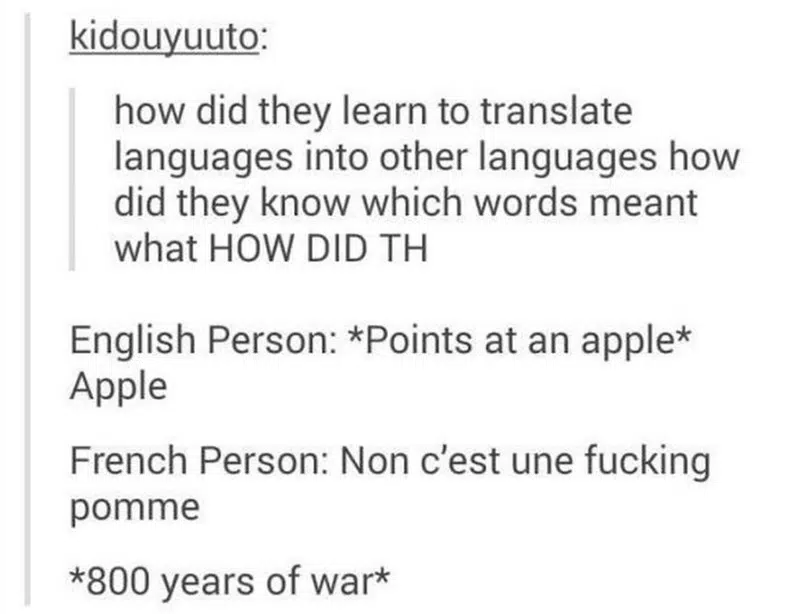 kidouyuuto:
how did they learn to translate
languages into other languages how
did they know which words meant
what HOW DID TH
English Person: *Points at an apple*
Apple
French Person: Non c'est une fucking
pomme
*800 years of war*